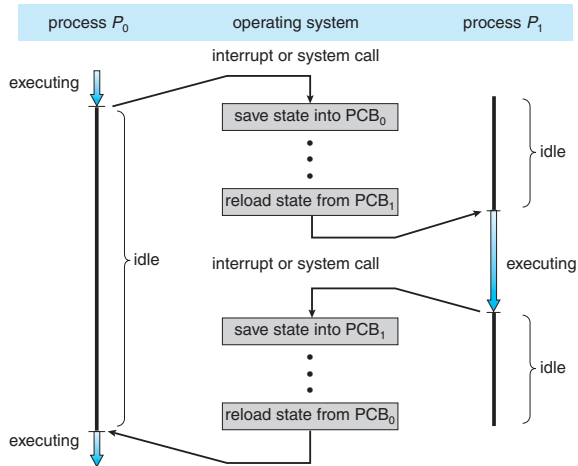 process P₀
operating system
process P₁
interrupt or system call
executing
save state into PCB₀
idle
reload state from PCB₁
idle
interrupt or system call
executing
save state into PCB₁
idle
reload state from PCB₀
executing